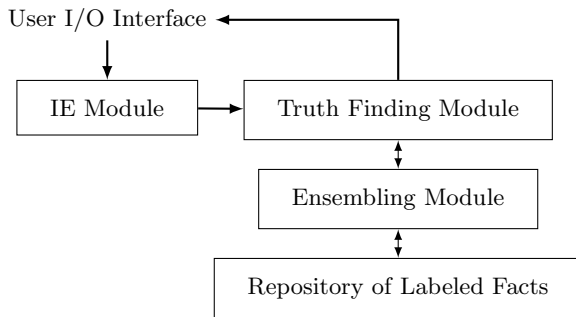 User I/O Interface
IE Module
Truth Finding Module
Ensembling Module
Repository of Labeled Facts